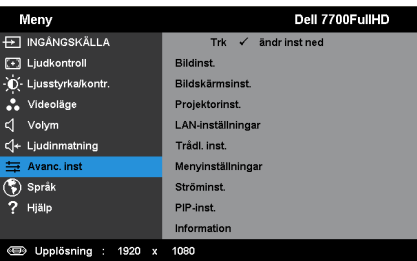 Meny
Dell 7700FullHD
INGÅNGSKÄLLA
Ljudkontroll
Ljusstyrka/kontr.
Videoläge
Volym
Ljudinmatning
Avanc. inst
Språk
? Hjälp
Trk ✓ ändr inst ned
Bildinst.
Bildskärmsinst.
Projektorinst.
LAN-inställningar
Trådl. inst.
Menyinställningar
Ströminst.
PIP-inst.
Information
Upplösning : 1920 x 1080